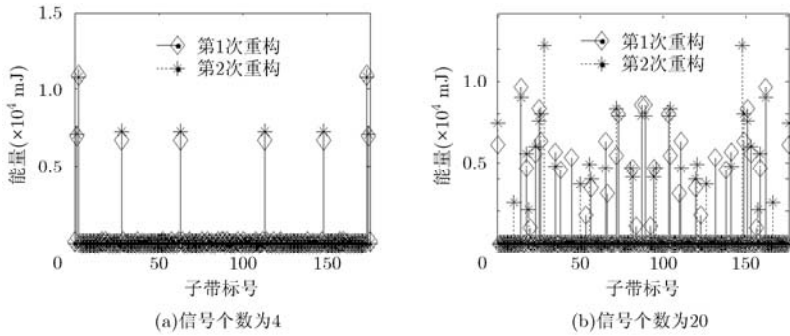 能量(×10⁴ mJ)
1.5
1.0
0.5
0
50
100
150
第1次重构
第2次重构
子带标号
(a)信号个数为4
能量(×10⁴ mJ)
1.0
0.5
0
50
100
150
第1次重构
第2次重构
子带标号
(b)信号个数为20